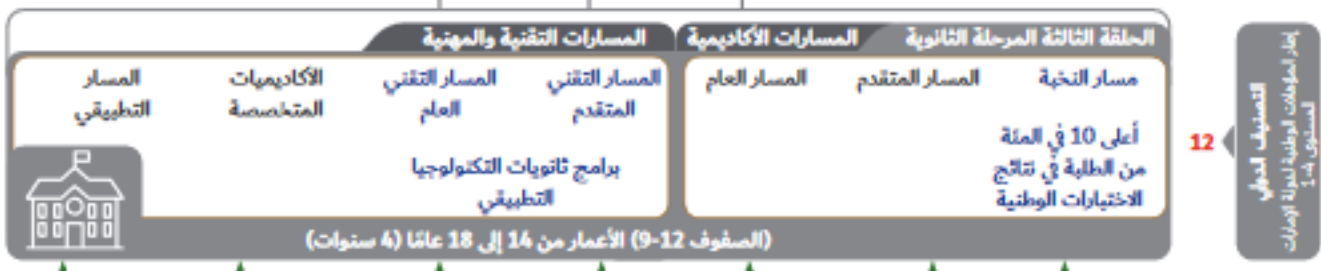 الحلقة الثالثة المرحلة الثانوية
المسارات الأكاديمية
المسارات التقنية والمهنية
مسار النخبة
المسار المتقدم
المسار العام
المسار التقني
المتقدم
المسار التقني
العام
الأكاديميات
المتخصصة
المسار
التطبيقي
أعلى 10 في المئة
من الطلبة في نتائج
الاختبارات الوطنية
برامج ثانويات التكنولوجيا
التطبيقي
(الصفوف 12-9) الأعمار من 14 إلى 18 عامًا (4 سنوات)
12
التصنيف الدولي
إطار المؤهلات الوطنية لدولة الإمارات
المستوى 4-1